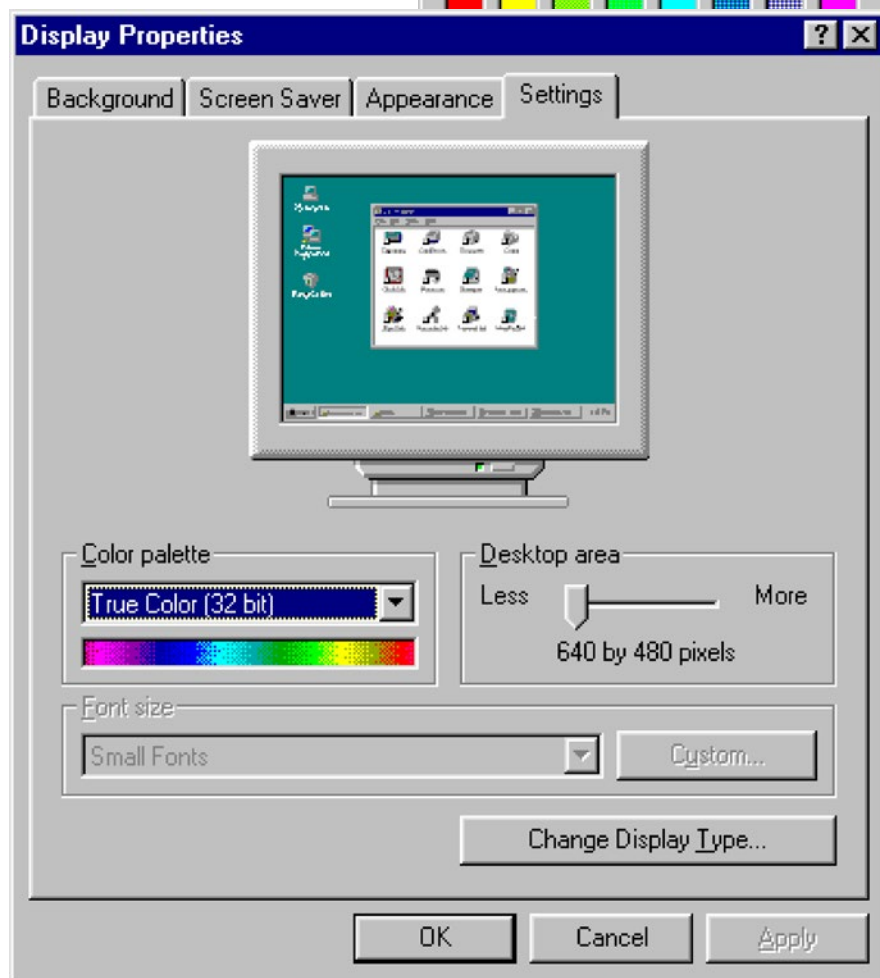 Display Properties
Background Screen Saver Appearance Settings
Color palette
True Color (32 bit)
Desktop area
Less More
640 by 480 pixels
Font size
Small Fonts
Custom...
Change Display Type...
OK Cancel Apply